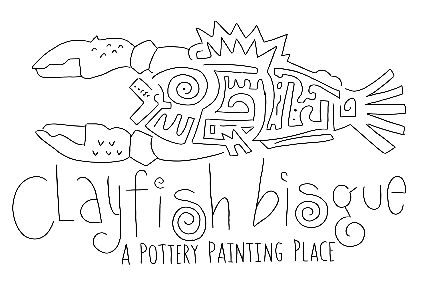 Clayfish bisque
A POTTERY PAINTING PLACE